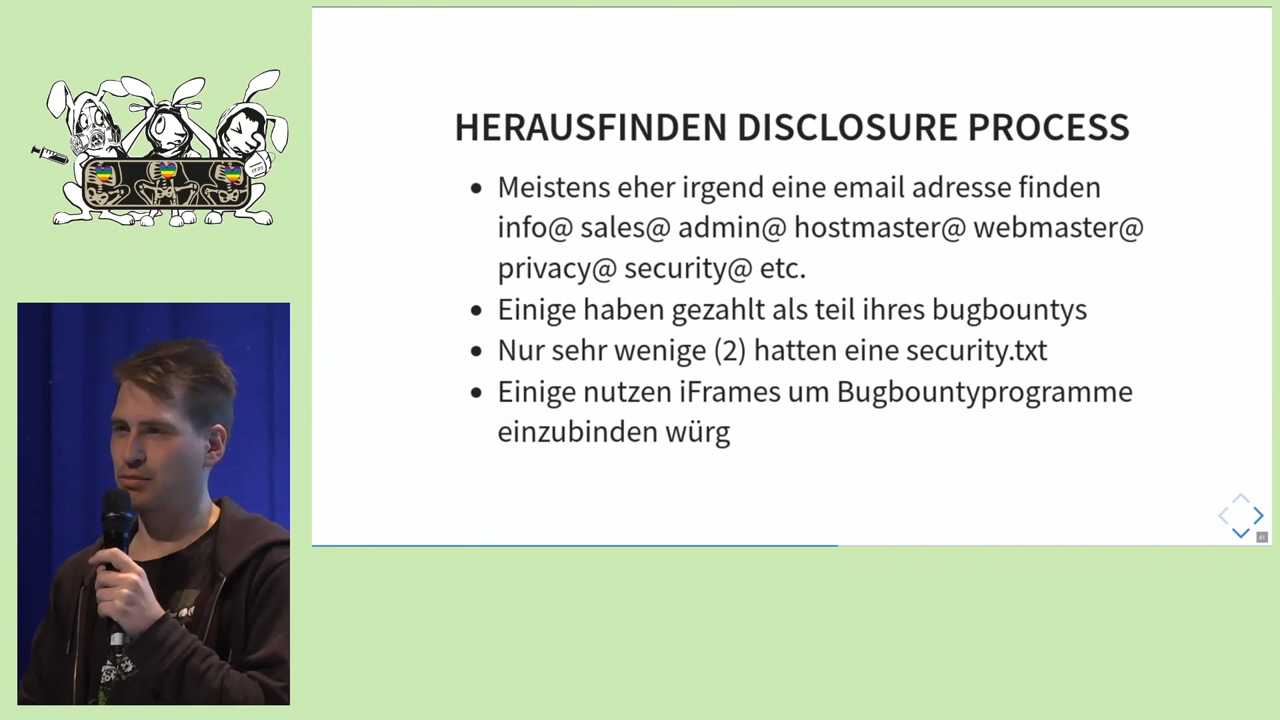 HERAUSFINDEN DISCLOSURE PROCESS
• Meistens eher irgend eine email adresse finden
info@ sales@ admin@ hostmaster@ webmaster@
privacy@ security@ etc.
• Einige haben gezahlt als teil ihres bugbountys
• Nur sehr wenige (2) hatten eine security.txt
• Einige nutzen iFrames um Bugbountyprogramme
einzubinden würg
41